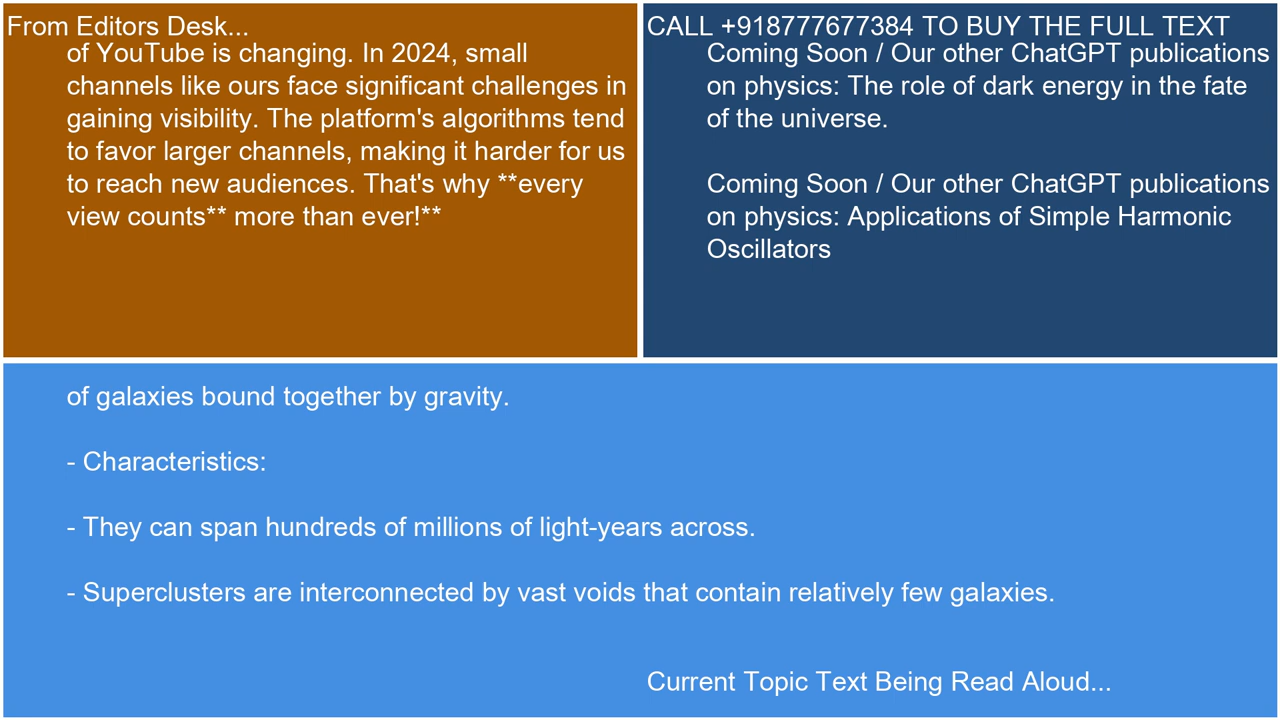 From Editors Desk...
of YouTube is changing. In 2024, small
channels like ours face significant challenges in
gaining visibility. The platform's algorithms tend
to favor larger channels, making it harder for us
to reach new audiences. That's why **every
view counts** more than ever!**
CALL +918777677384 TO BUY THE FULL TEXT
Coming Soon / Our other ChatGPT publications
on physics: The role of dark energy in the fate
of the universe.
Coming Soon / Our other ChatGPT publications
on physics: Applications of Simple Harmonic
Oscillators
of galaxies bound together by gravity.
- Characteristics:
- They can span hundreds of millions of light-years across.
- Superclusters are interconnected by vast voids that contain relatively few galaxies.
Current Topic Text Being Read Aloud...